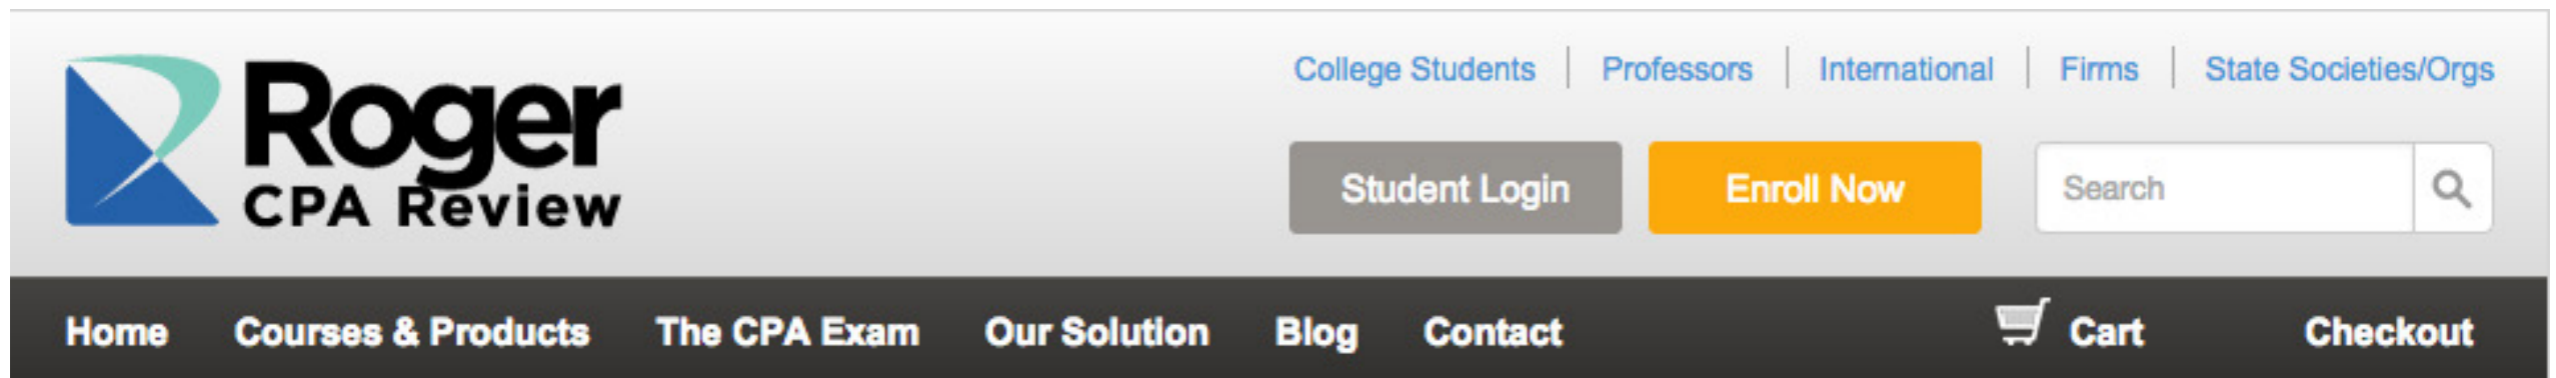 Roger
CPA Review
College Students | Professors | International | Firms | State Societies/Orgs
Student Login Enroll Now Search
Home Courses & Products The CPA Exam Our Solution Blog Contact Cart Checkout